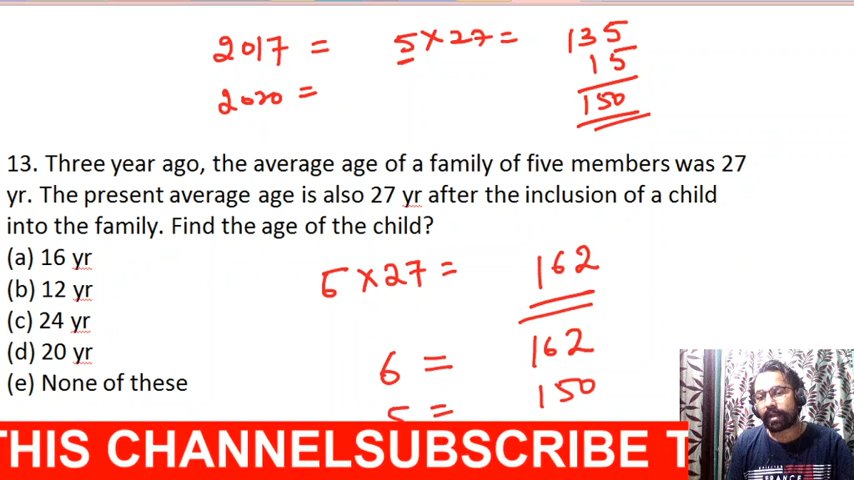 2017 = 5×27 = 135
15
2020 = 150
13. Three year ago, the average age of a family of five members was 27
yr. The present average age is also 27 yr after the inclusion of a child
into the family. Find the age of the child?
(a) 16 yr
(b) 12 yr
(c) 24 yr
(d) 20 yr
(e) None of these
6×27 = 162
6 = 162
5 = 150
THIS CHANNELSUBSCRIBE T
FRANCE